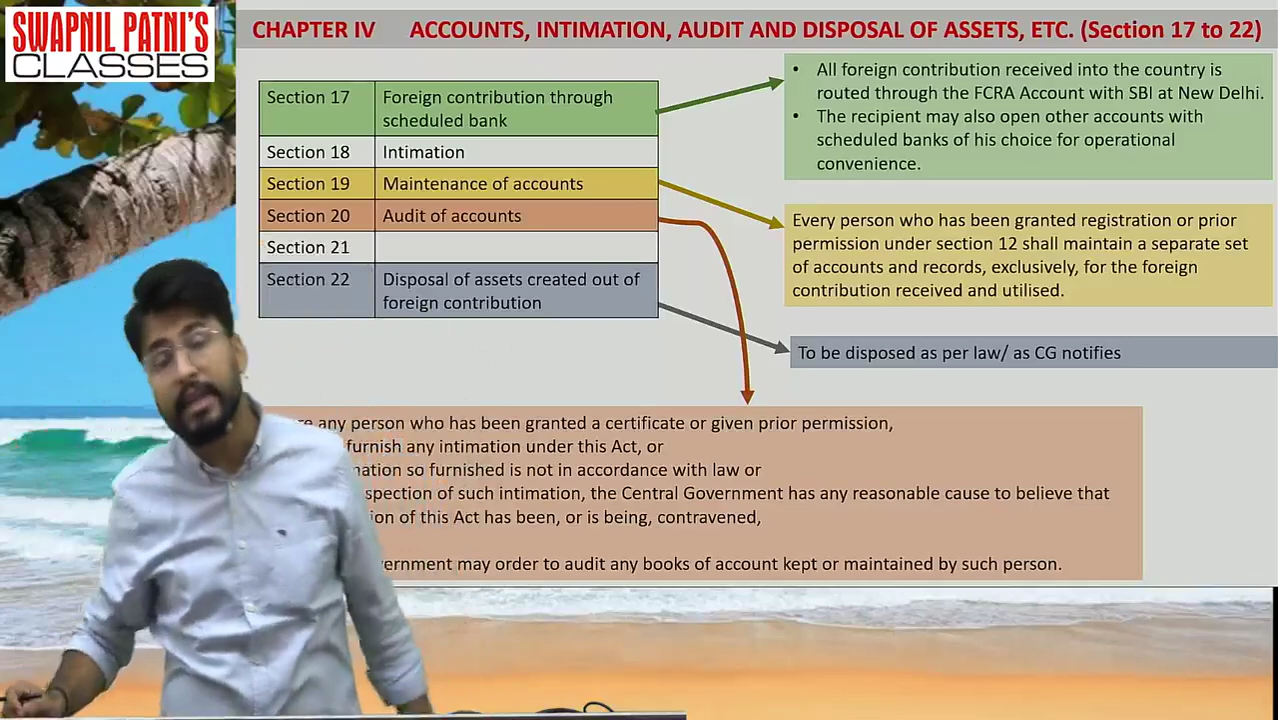 SWAPNIL PATNI'S
CLASSES
CHAPTER IV ACCOUNTS, INTIMATION, AUDIT AND DISPOSAL OF ASSETS, ETC. (Section 17 to 22)
Section 17 Foreign contribution through
scheduled bank
Section 18 Intimation
Section 19 Maintenance of accounts
Section 20 Audit of accounts
Section 21
Section 22 Disposal of assets created out of
foreign contribution
• All foreign contribution received into the country is
routed through the FCRA Account with SBI at New Delhi.
• The recipient may also open other accounts with
scheduled banks of his choice for operational
convenience.
Every person who has been granted registration or prior
permission under section 12 shall maintain a separate set
of accounts and records, exclusively, for the foreign
contribution received and utilised.
To be disposed as per law/ as CG notifies
any person who has been granted a certificate or given prior permission,
furnish any intimation under this Act, or
so furnished is not in accordance with law or
of such intimation, the Central Government has any reasonable cause to believe that
of this Act has been, or is being, contravened,
may order to audit any books of account kept or maintained by such person.